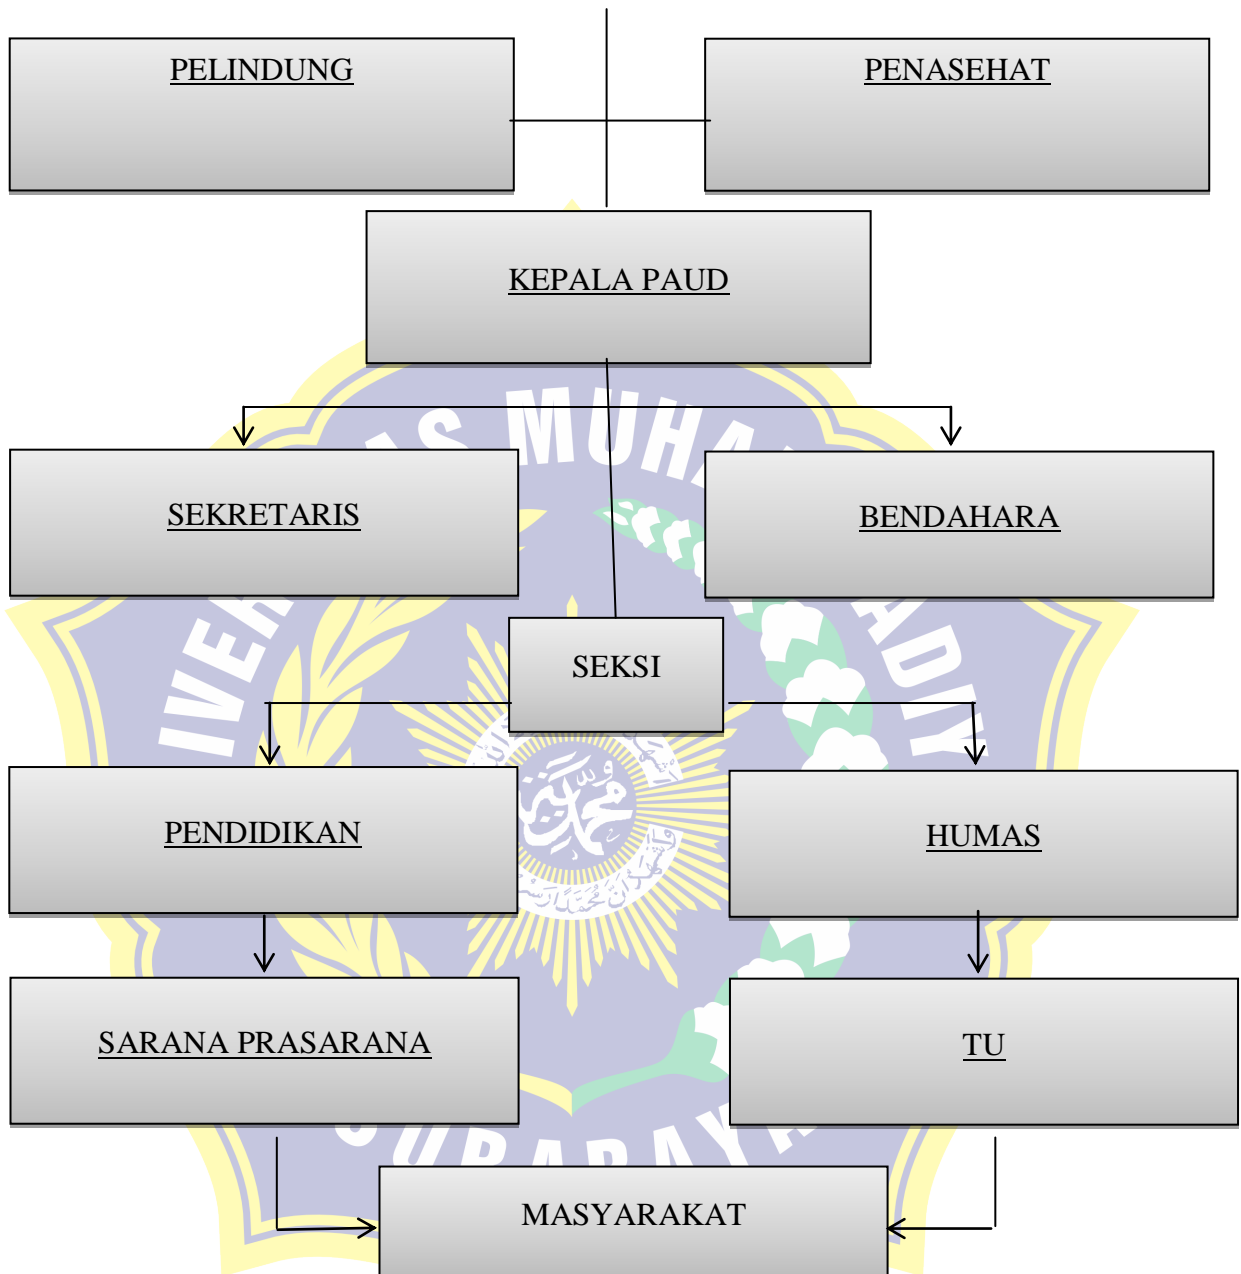 PELINDUNG
PENASEHAT
KEPALA PAUD
SEKRETARIS
BENDAHARA
SEKSI
PENDIDIKAN
HUMAS
SARANA PRASARANA
TU
MASYARAKAT